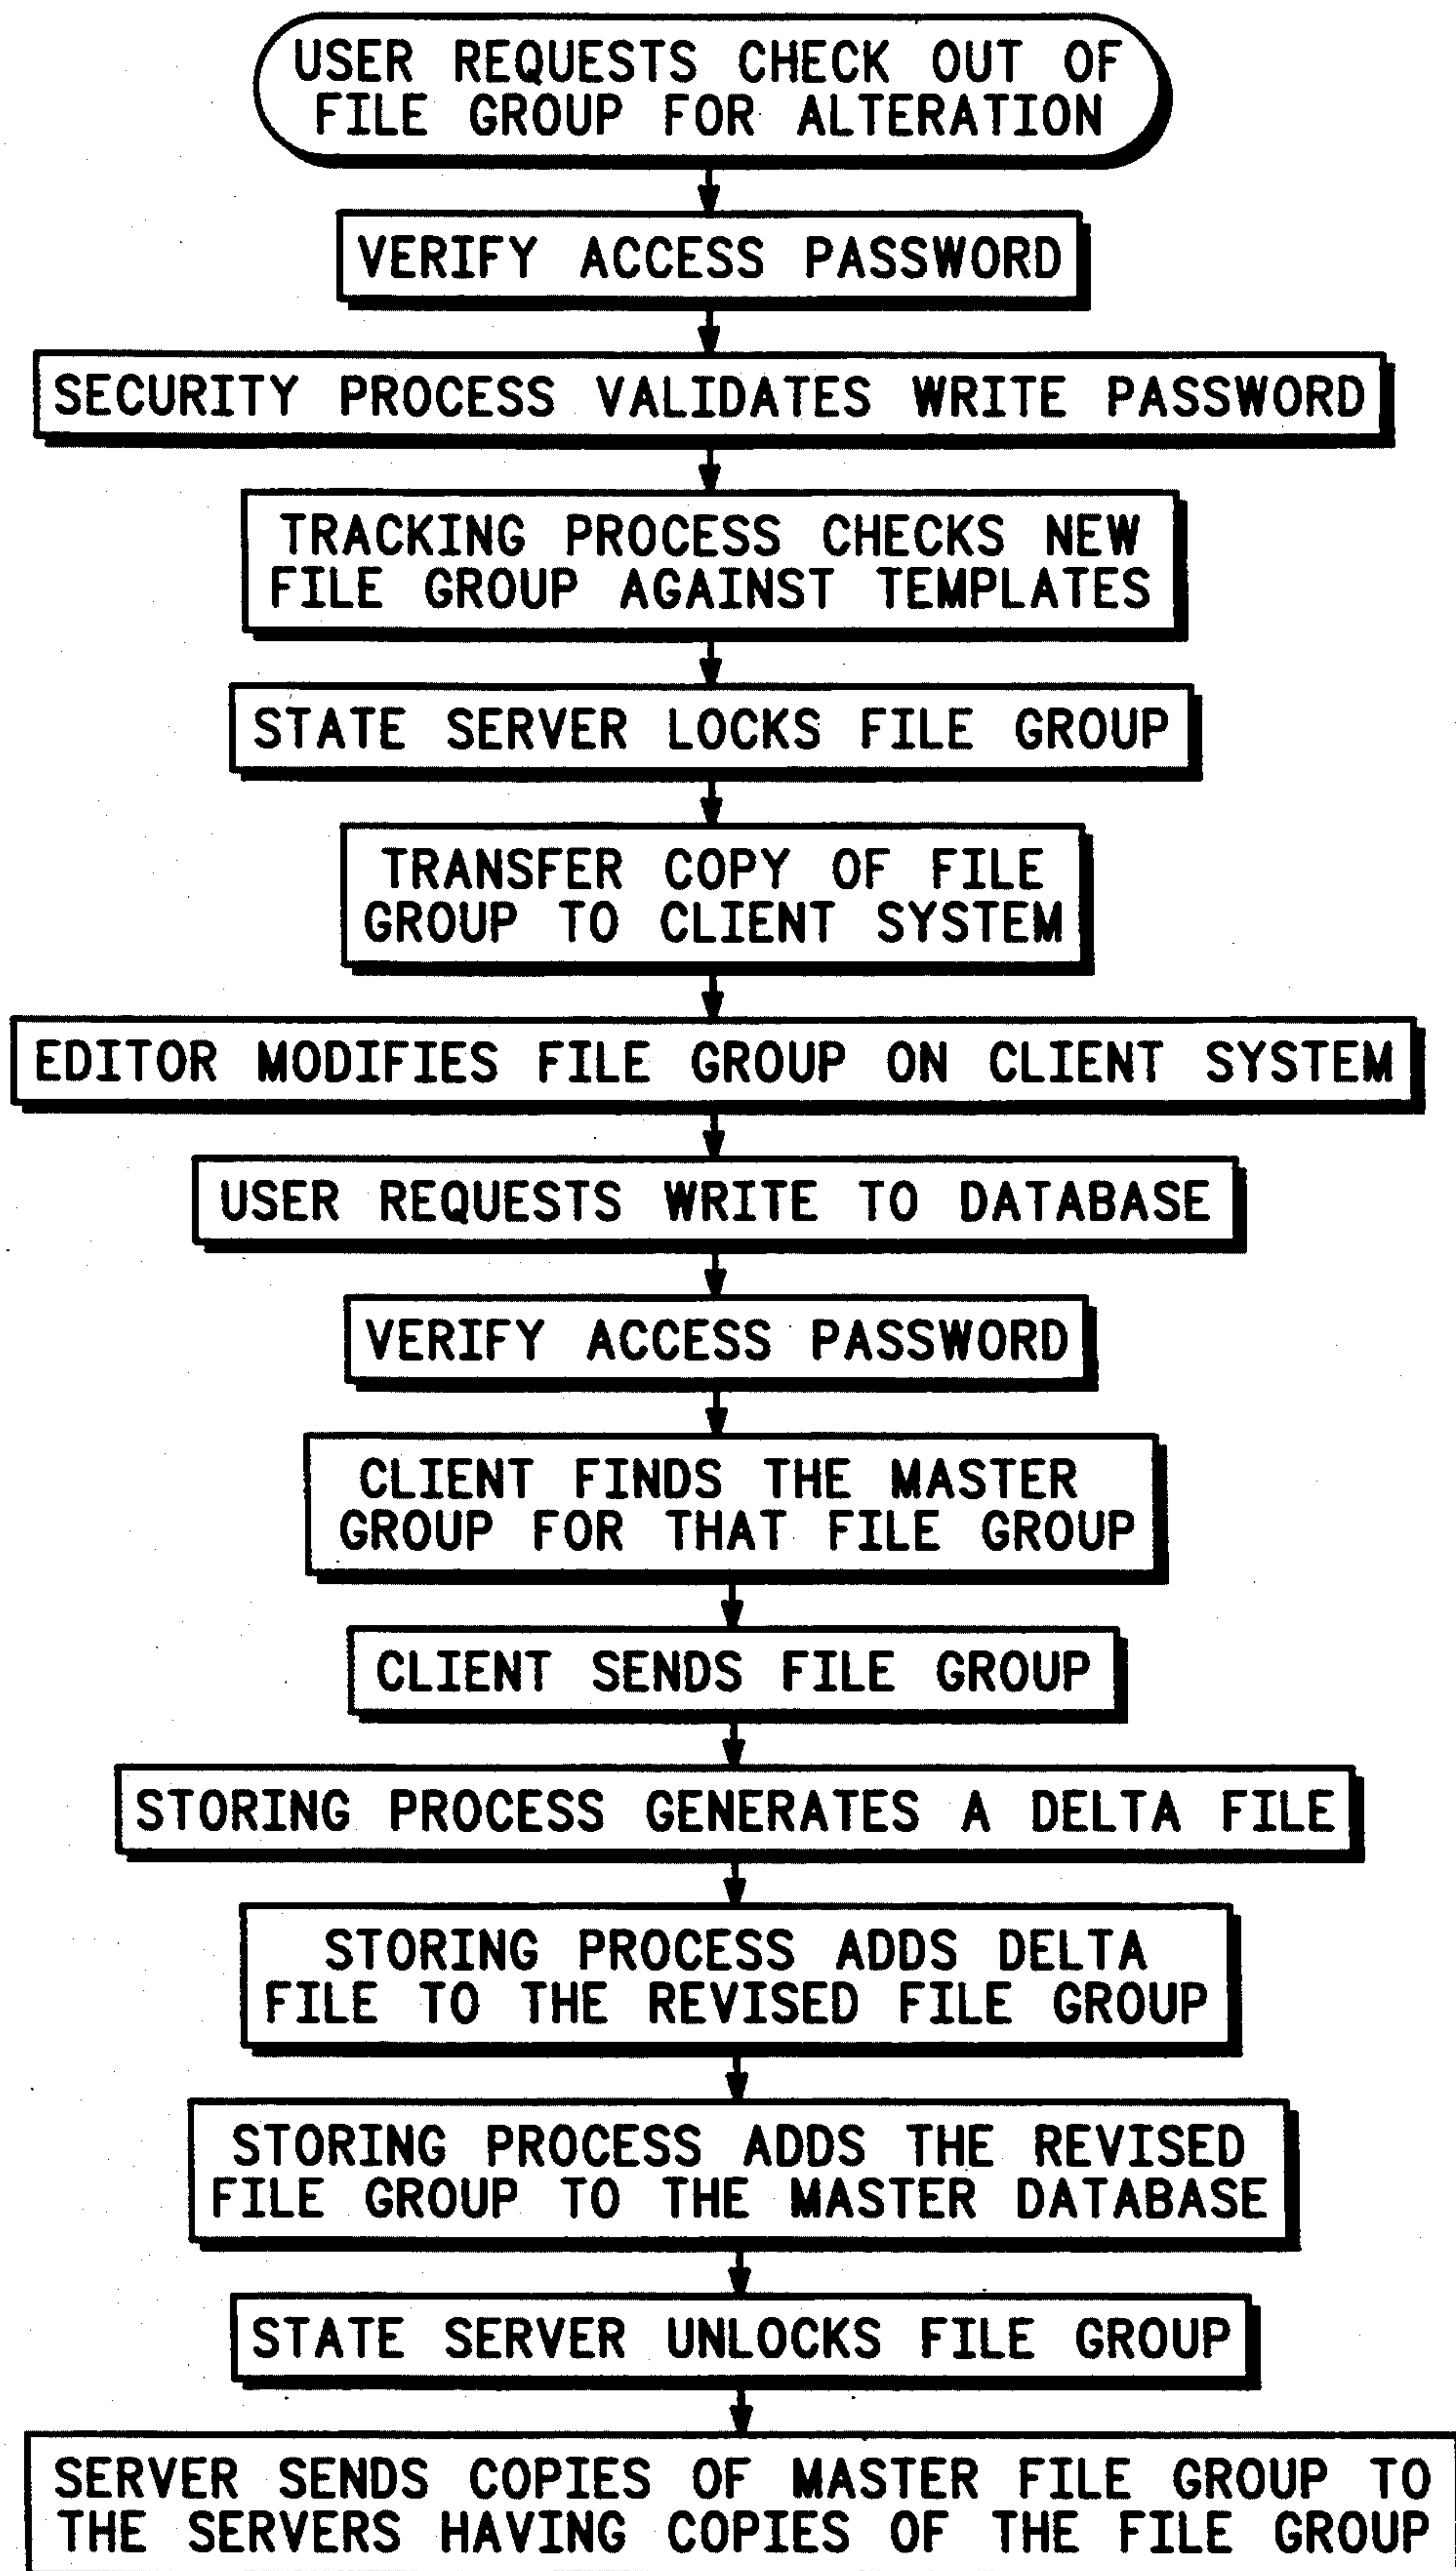 USER REQUESTS CHECK OUT OF
FILE GROUP FOR ALTERATION
VERIFY ACCESS PASSWORD
SECURITY PROCESS VALIDATES WRITE PASSWORD
TRACKING PROCESS CHECKS NEW
FILE GROUP AGAINST TEMPLATES
STATE SERVER LOCKS FILE GROUP
TRANSFER COPY OF FILE
GROUP TO CLIENT SYSTEM
EDITOR MODIFIES FILE GROUP ON CLIENT SYSTEM
USER REQUESTS WRITE TO DATABASE
VERIFY ACCESS PASSWORD
CLIENT FINDS THE MASTER
GROUP FOR THAT FILE GROUP
CLIENT SENDS FILE GROUP
STORING PROCESS GENERATES A DELTA FILE
STORING PROCESS ADDS DELTA
FILE TO THE REVISED FILE GROUP
STORING PROCESS ADDS THE REVISED
FILE GROUP TO THE MASTER DATABASE
STATE SERVER UNLOCKS FILE GROUP
SERVER SENDS COPIES OF MASTER FILE GROUP TO
THE SERVERS HAVING COPIES OF THE FILE GROUP